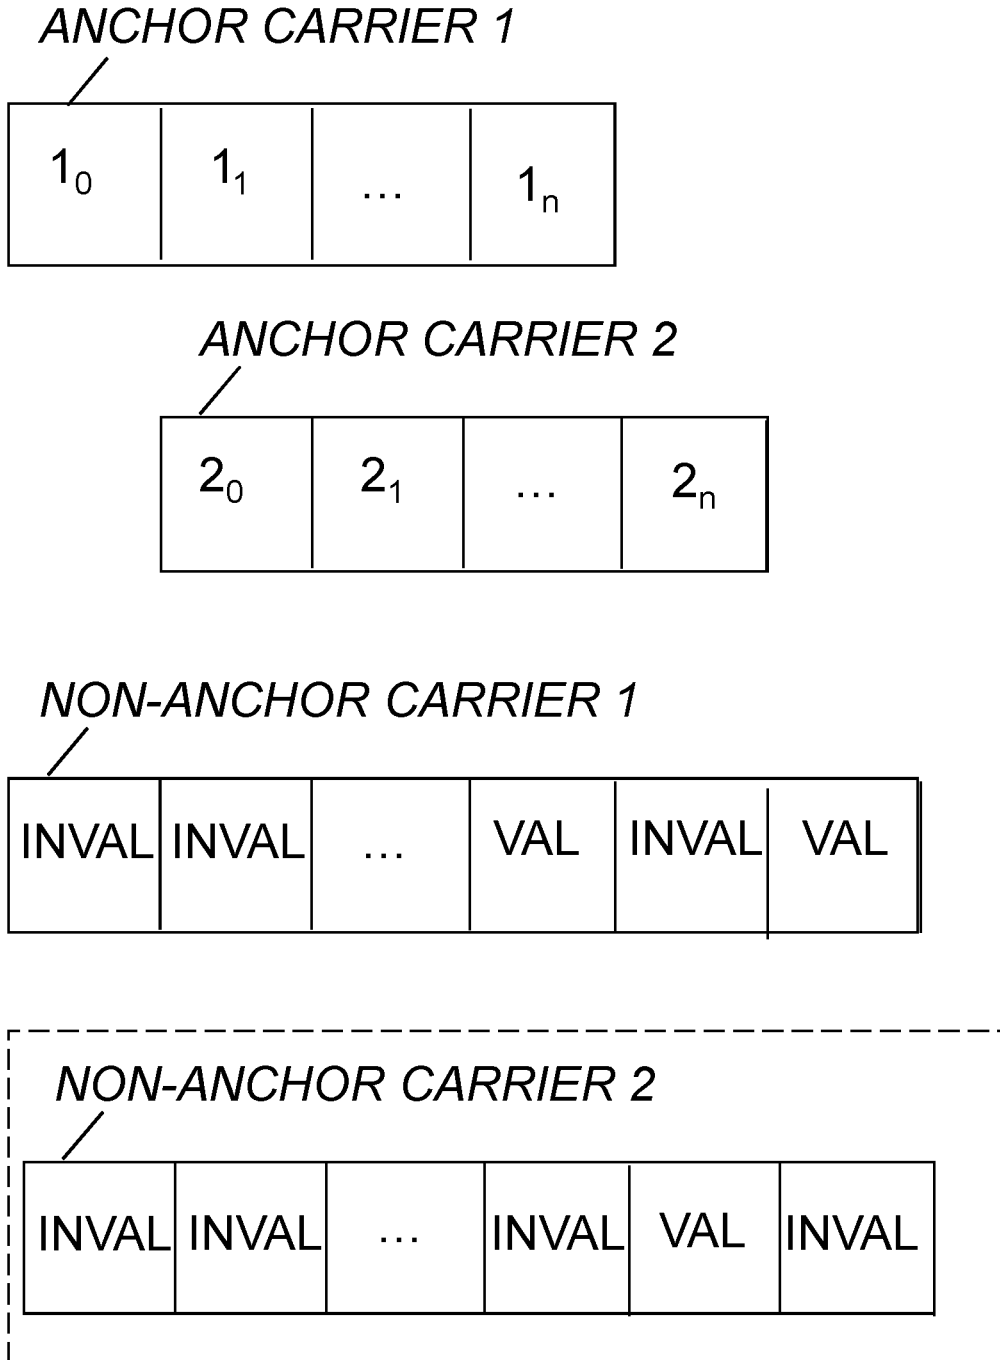 ANCHOR CARRIER 1
1₀ 1₁ ... 1ₙ
ANCHOR CARRIER 2
2₀ 2₁ ... 2ₙ
NON-ANCHOR CARRIER 1
INVAL INVAL ... VAL INVAL VAL
NON-ANCHOR CARRIER 2
INVAL INVAL ... INVAL VAL INVAL